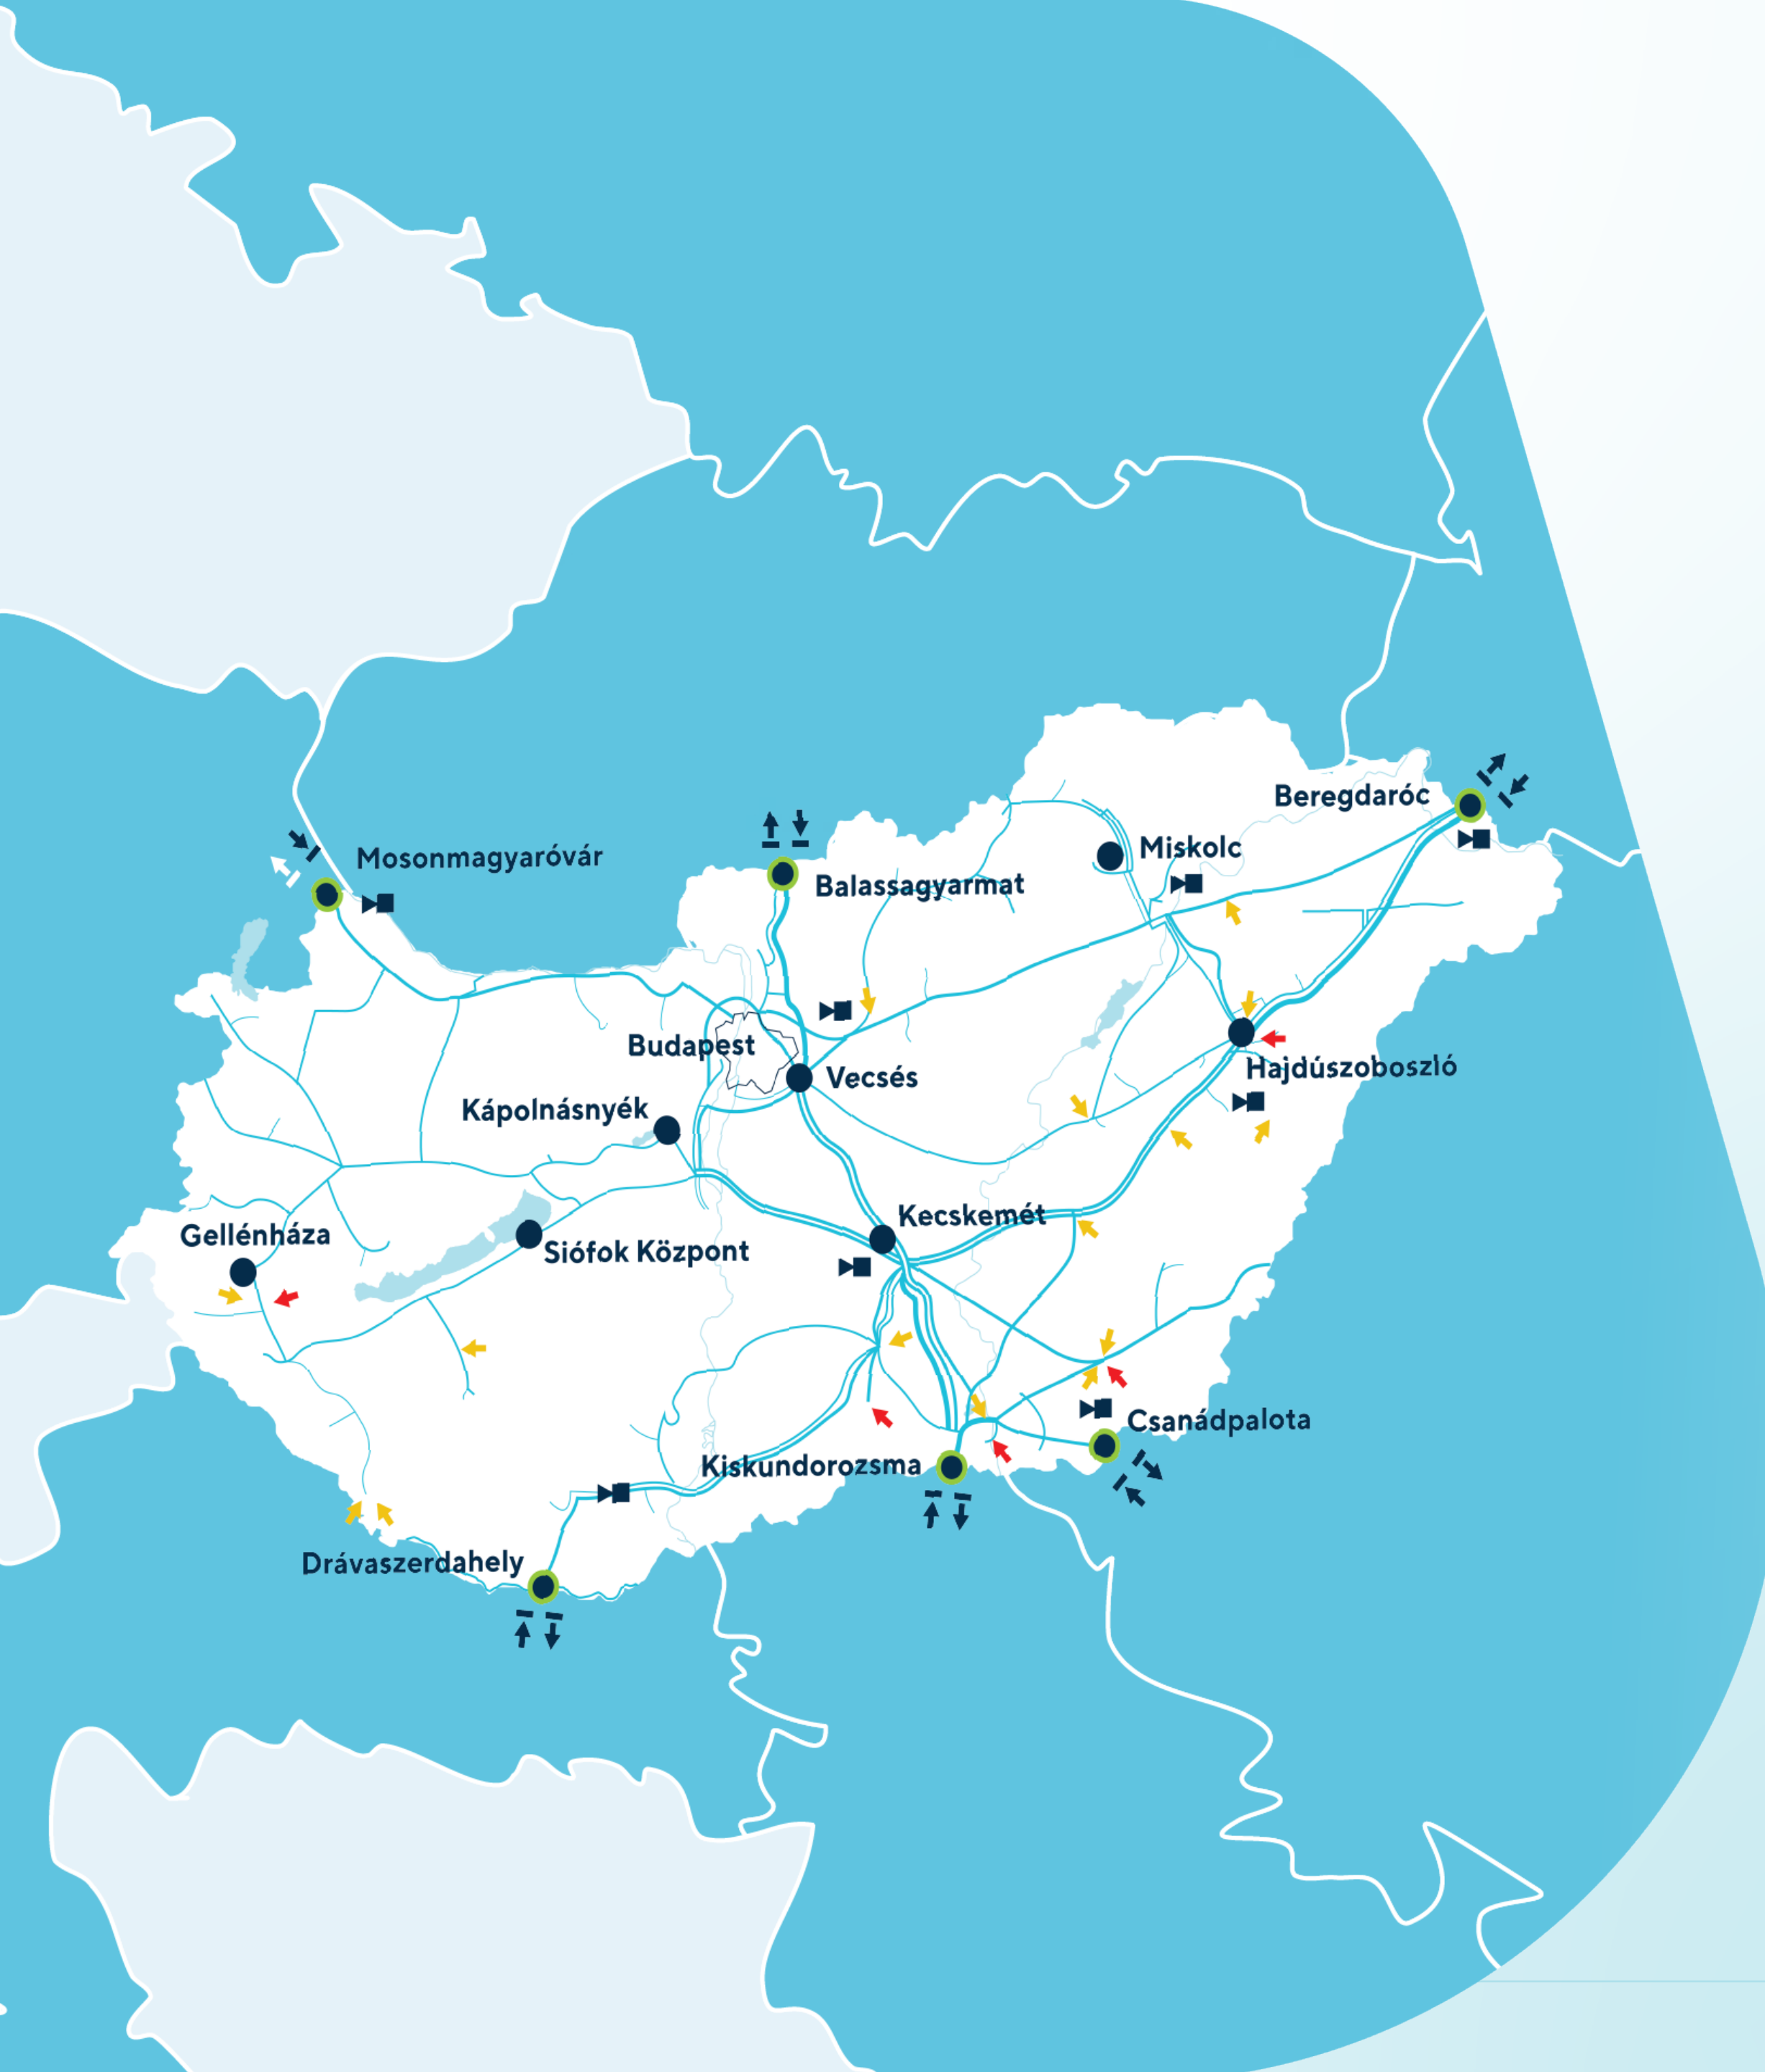 Beregdaróc
Miskolc
Mosonmagyaróvár
Balassagyarmat
Budapest
Vecsés
Hajdúszoboszló
Kápolnásnyék
Kecskemét
Gellénháza
Siófok Központ
Csanádpalota
Kiskundorozsma
Drávaszerdahely